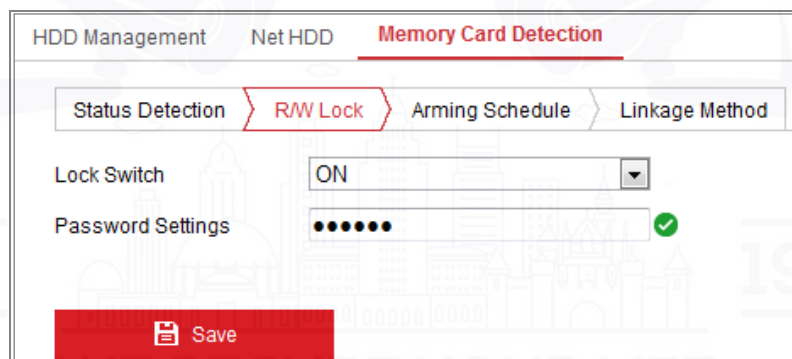 HDD Management Net HDD Memory Card Detection
Status Detection R/W Lock Arming Schedule Linkage Method
Lock Switch ON
Password Settings ●●●●●●
Save